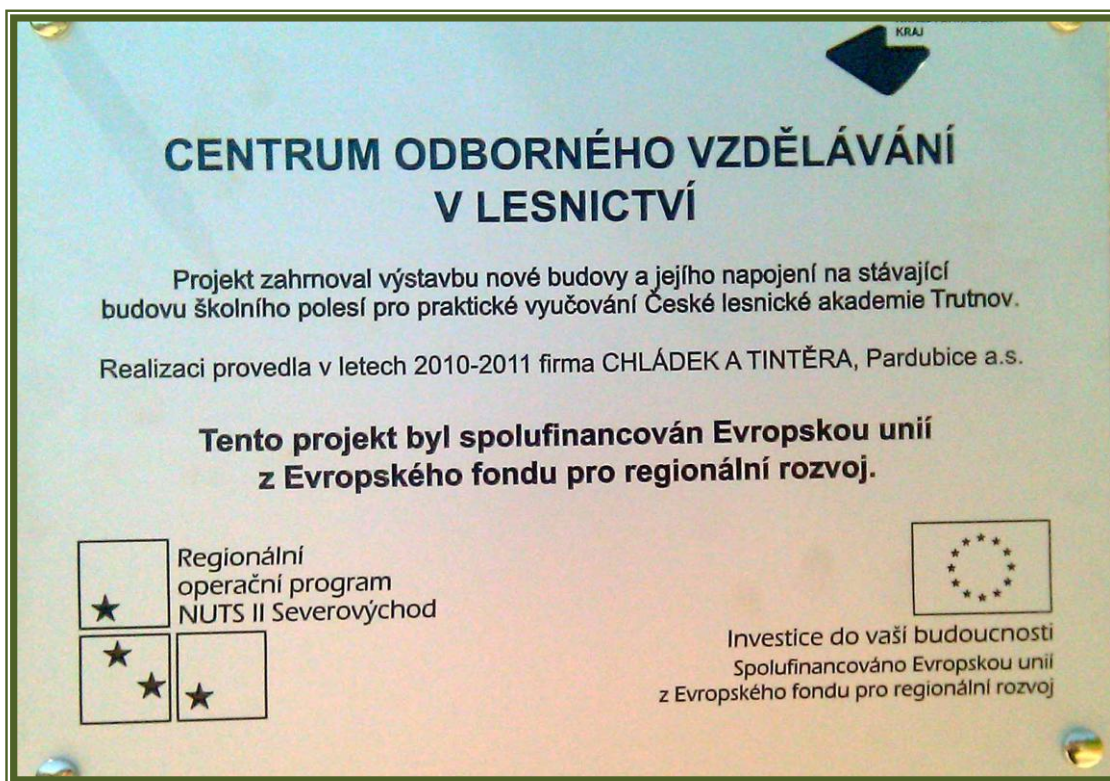 KRAJ
CENTRUM ODBORNÉHO VZDĚLÁVÁNÍ
V LESNICTVÍ
Projekt zahrnoval výstavbu nové budovy a jejího napojení na stávající
budovu školního polesí pro praktické vyučování České lesnické akademie Trutnov.
Realizaci provedla v letech 2010-2011 firma CHLÁDEK A TINTĚRA, Pardubice a.s.
Tento projekt byl spolufinancován Evropskou unií
z Evropského fondu pro regionální rozvoj.
Regionální
operační program
NUTS II Severovýchod
Investice do vaší budoucnosti
Spolufinancováno Evropskou unií
z Evropského fondu pro regionální rozvoj